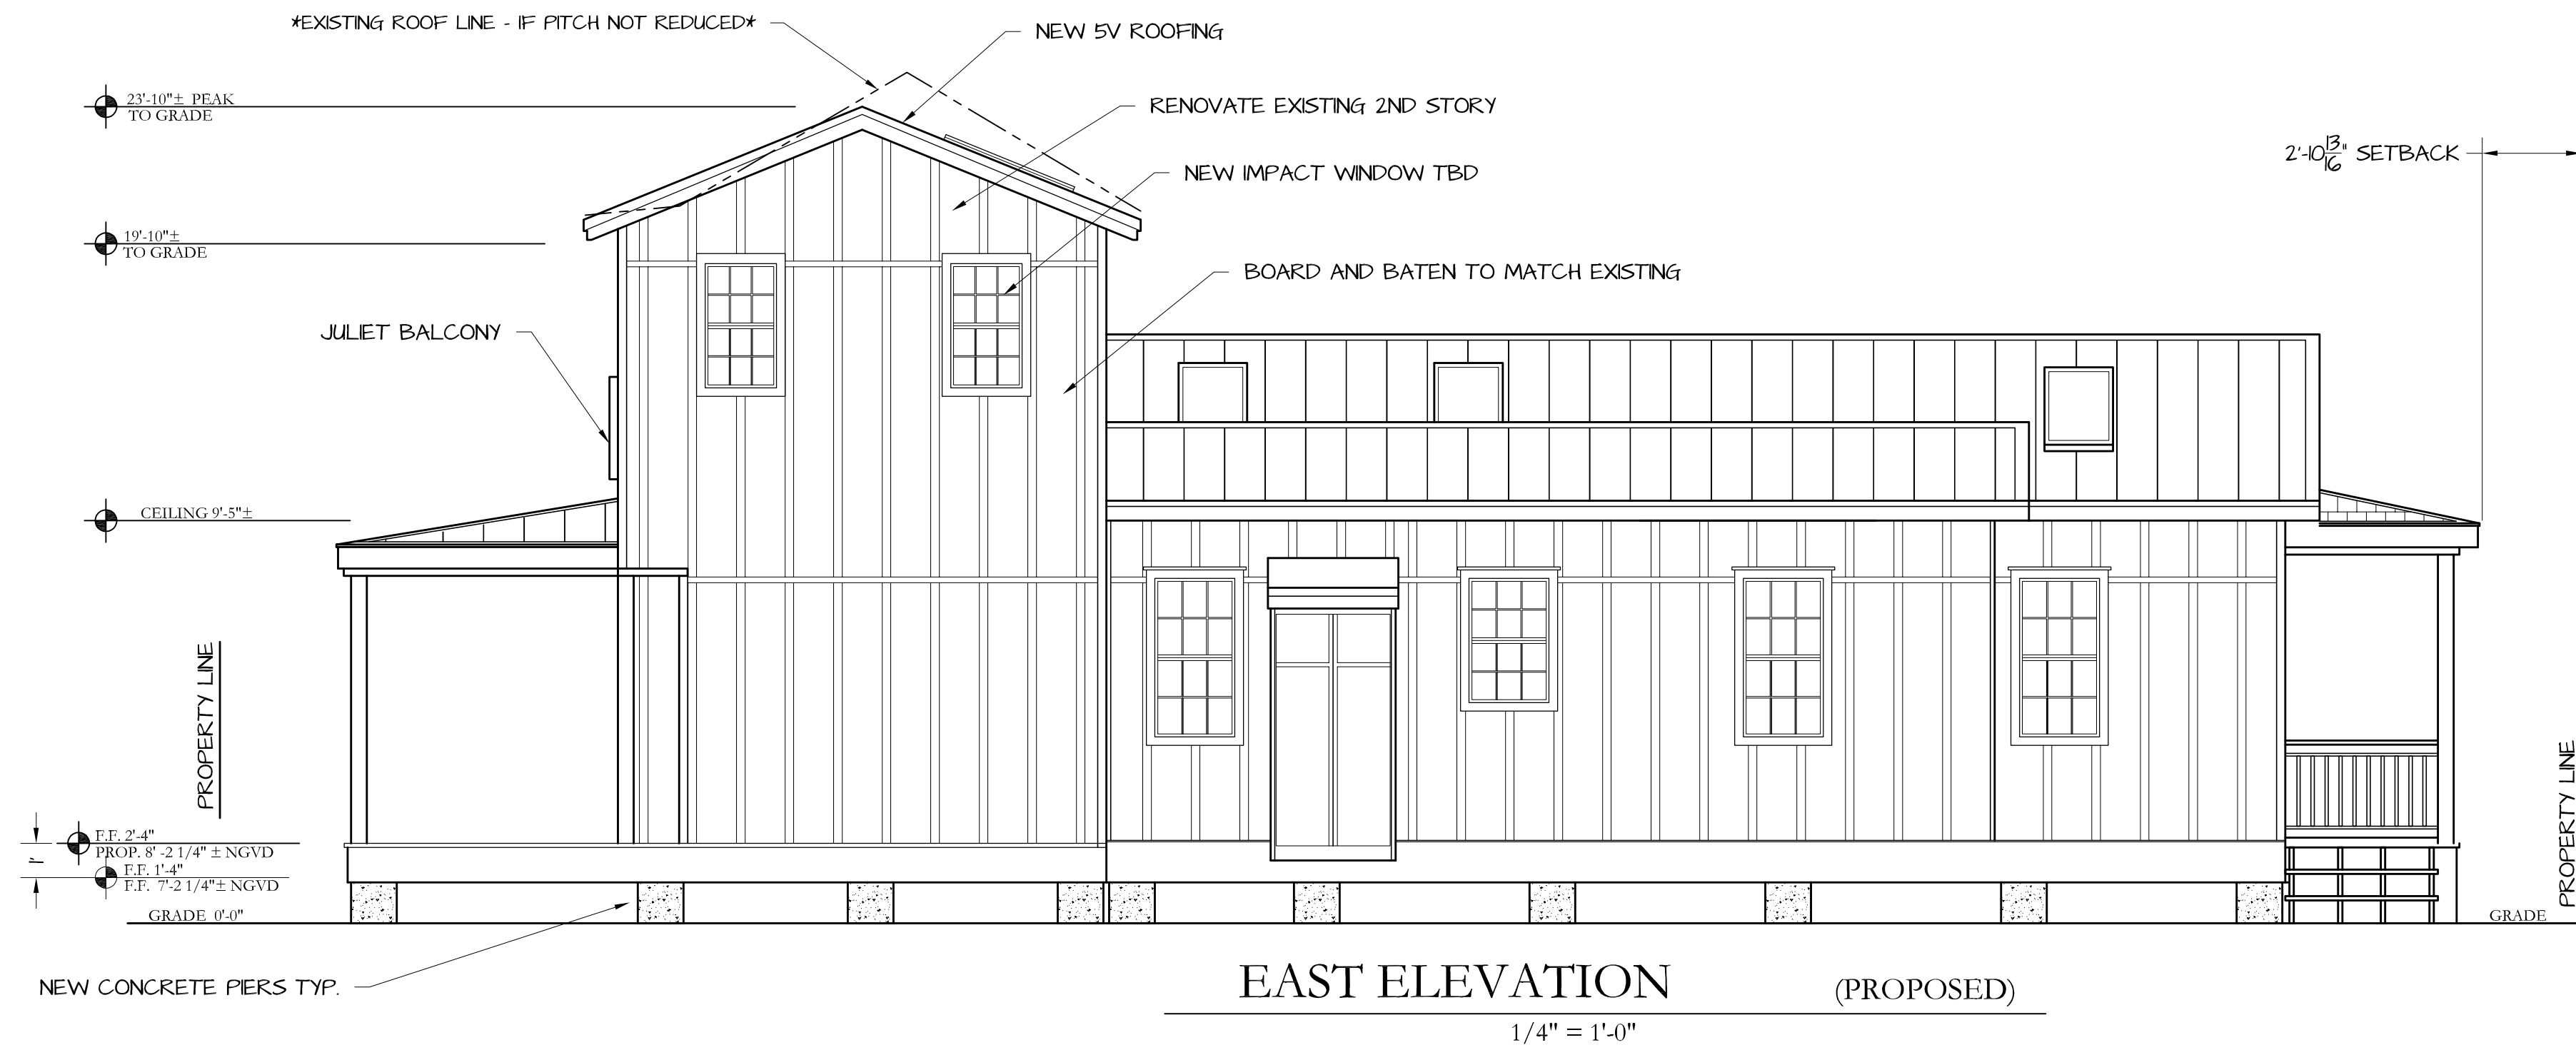 *EXISTING ROOF LINE - IF PITCH NOT REDUCED*
NEW 5V ROOFING
23'-10"± PEAK
TO GRADE
RENOVATE EXISTING 2ND STORY
2'-10 13/16" SETBACK
NEW IMPACT WINDOW TBD
19'-10"±
TO GRADE
BOARD AND BATEN TO MATCH EXISTING
JULIET BALCONY
CEILING 9'-5"±
PROPERTY LINE
PROPERTY LINE
F.F. 2'-4"
PROP. 8' -2 1/4" ± NGVD
1'
F.F. 1'-4"
F.F. 7'-2 1/4"± NGVD
GRADE 0'-0"
GRADE
NEW CONCRETE PIERS TYP.
EAST ELEVATION (PROPOSED)
1/4" = 1'-0"